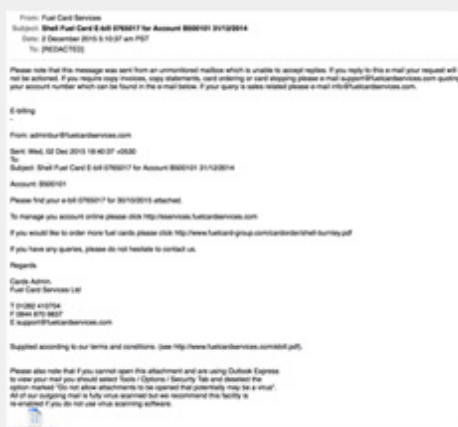 From: Fuel Card Services
Subject: Shell Fuel Card E-bill 0765017 for Account B500101 31/12/2014
Date: 2 December 2015 5:10:37 am PST
To: [REDACTED]
Please note that this message was sent from an unmonitored mailbox which is unable to accept replies. If you reply to this e-mail your request will
not be actioned. If you require copy invoices, copy statements, card ordering or card stopping please e-mail support@fuelcardservices.com quoting
your account number which can be found in the e-mail below. If your query is sales related please e-mail info@fuelcardservices.com.
E-billing
-
From: adminbur@fuelcardservices.com
Sent: Wed, 02 Dec 2015 18:40:37 +0530
To:
Subject: Shell Fuel Card E-bill 0765017 for Account B500101 31/12/2014
Account: B500101
Please find your e-bill 0765017 for 30/10/2015 attached.
To manage you account online please click http://eservices.fuelcardservices.com
If you would like to order more fuel cards please click http://www.fuelcard-group.com/cardorder/shell-burnley.pdf
If you have any queries, please do not hesitate to contact us.
Regards
Cards Admin.
Fuel Card Services Ltd
T 01282 410704
F 0844 870 9837
E support@fuelcardservices.com
Supplied according to our terms and conditions. (see http://www.fuelcardservices.com/ebill.pdf).
Please also note that if you cannot open this attachment and are using Outlook Express
to view your mail you should select Tools / Options / Security Tab and deselect the
option marked "Do not allow attachments to be opened that potentially may be a virus".
All of our outgoing mail is fully virus scanned but we recommend this facility is
re-enabled if you do not use virus scanning software.